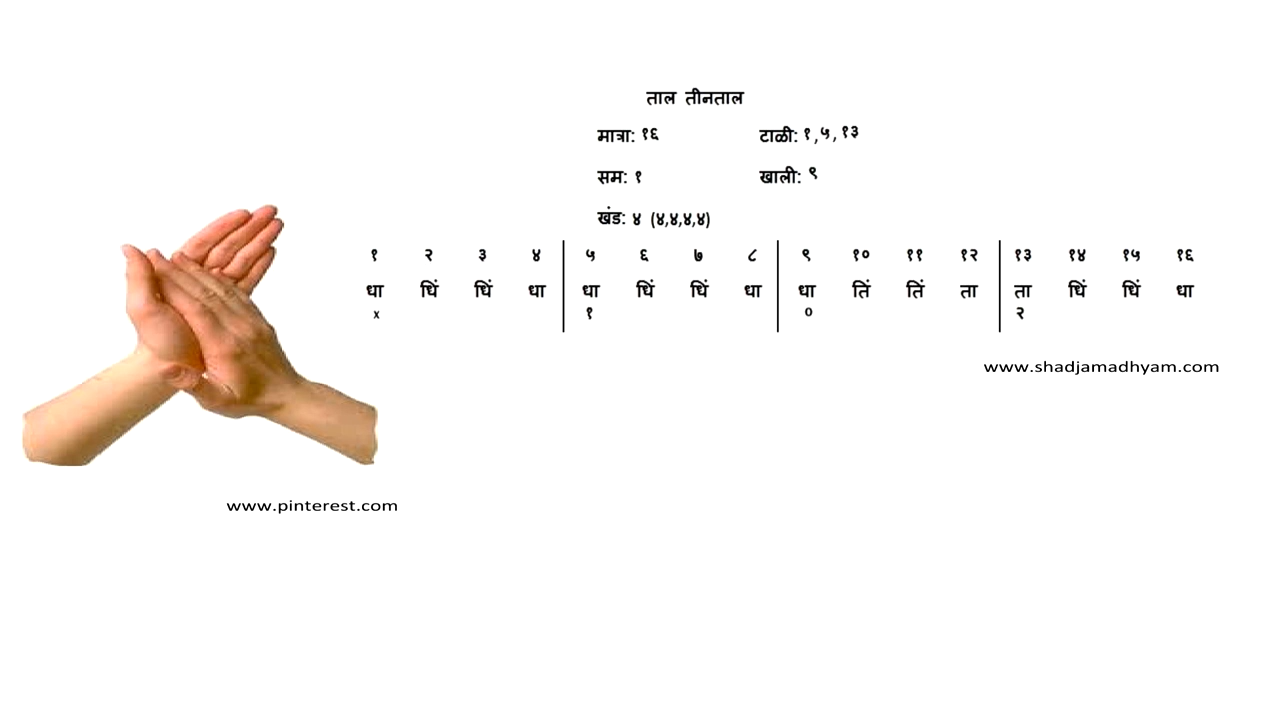 ताल तीनताल
मात्रा: १६ टाळी: १,५,१३
सम: १ खाली: ९
खंड: ४ (४,४,४,४)
१ २ ३ ४ ५ ६ ७ ८ ९ १० ११ १२ १३ १४ १५ १६
धा धिं धिं धा धा धिं धिं धा धा तिं तिं ता ता धिं धिं धा
x १ ० २
www.shadjamadhyam.com
www.pinterest.com